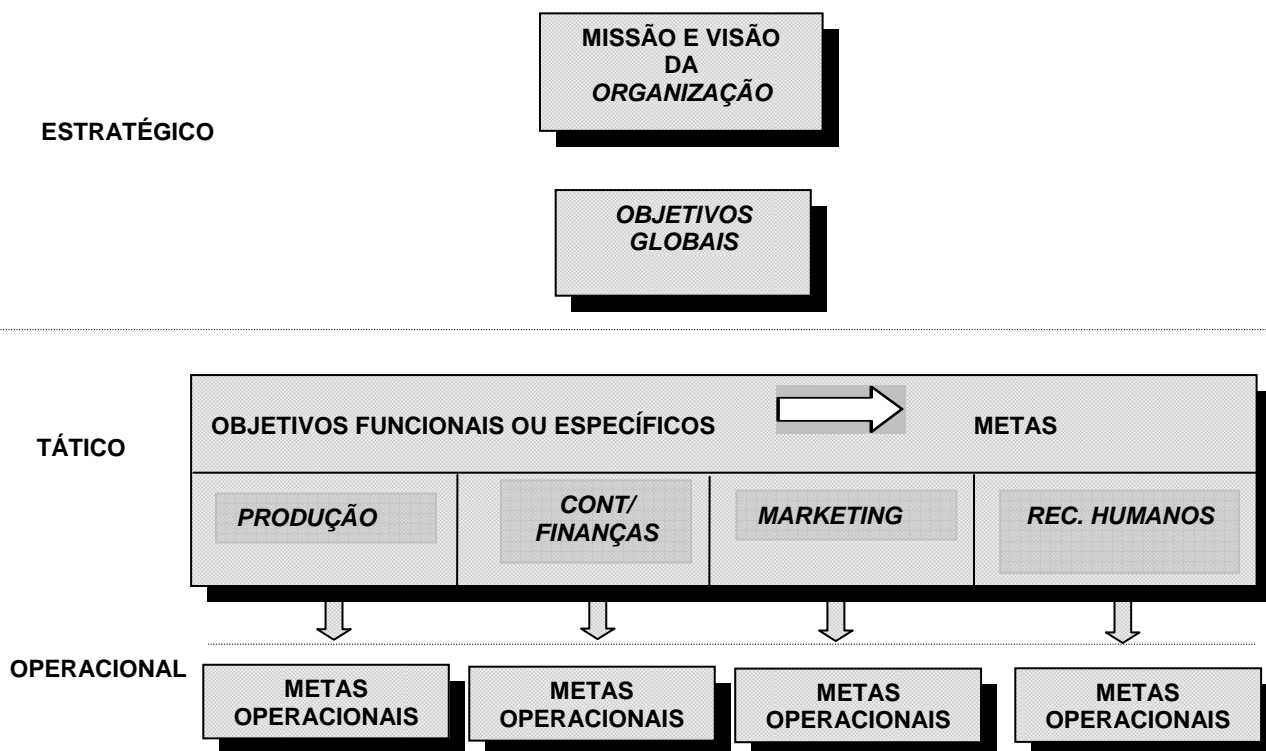 MISSÃO E VISÃO
DA
ORGANIZAÇÃO
ESTRATÉGICO
OBJETIVOS
GLOBAIS
OBJETIVOS FUNCIONAIS OU ESPECÍFICOS
METAS
TÁTICO
PRODUÇÃO
CONT/
FINANÇAS
MARKETING
REC. HUMANOS
OPERACIONAL
METAS
OPERACIONAIS
METAS
OPERACIONAIS
METAS
OPERACIONAIS
METAS
OPERACIONAIS